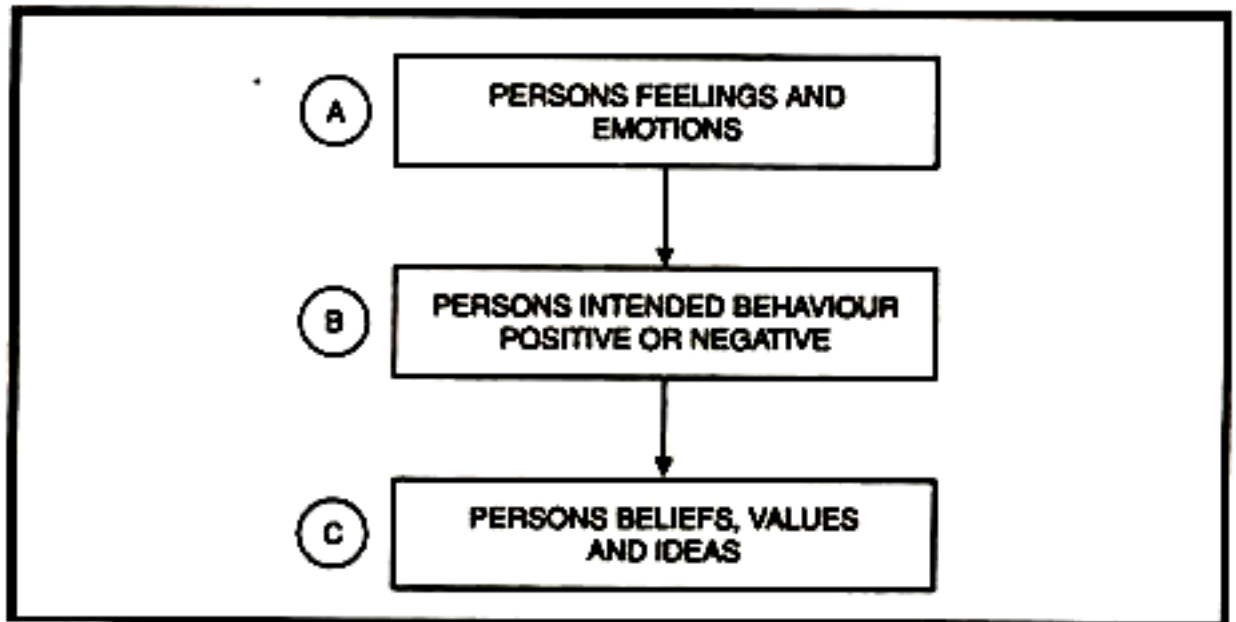 A
PERSONS FEELINGS AND
EMOTIONS
B
PERSONS INTENDED BEHAVIOUR
POSITIVE OR NEGATIVE
C
PERSONS BELIEFS, VALUES
AND IDEAS